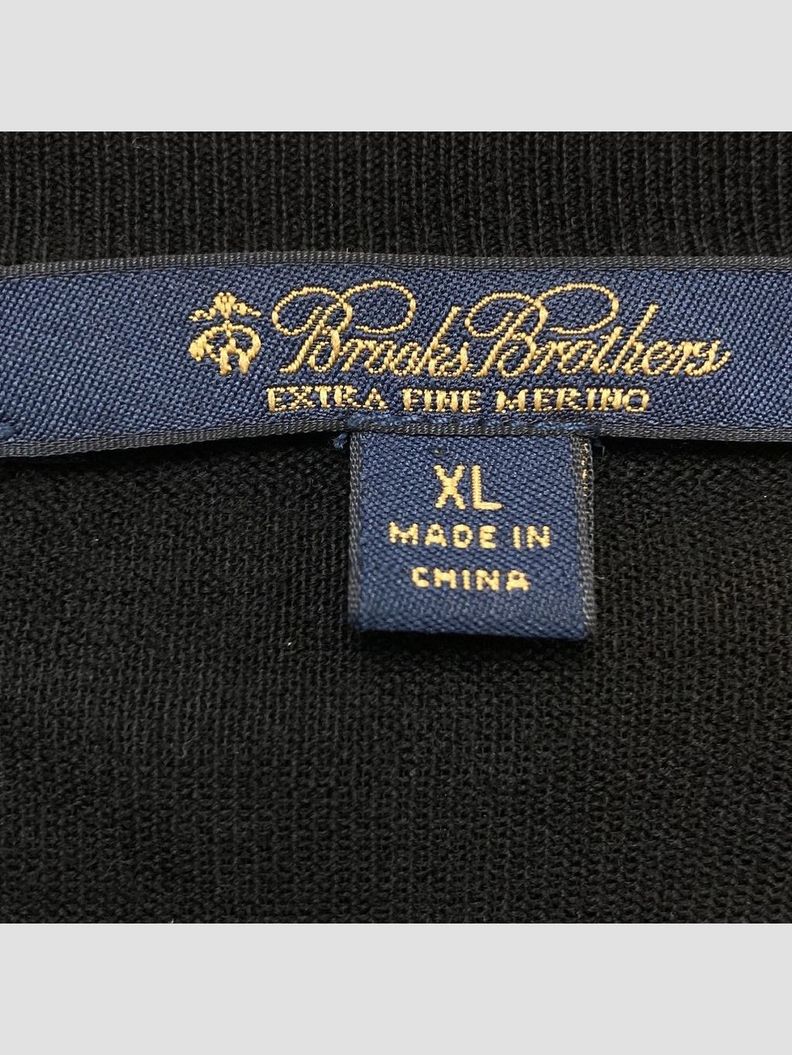 Brooks Brothers
EXTRA FINE MERINO
XL
MADE IN
CHINA